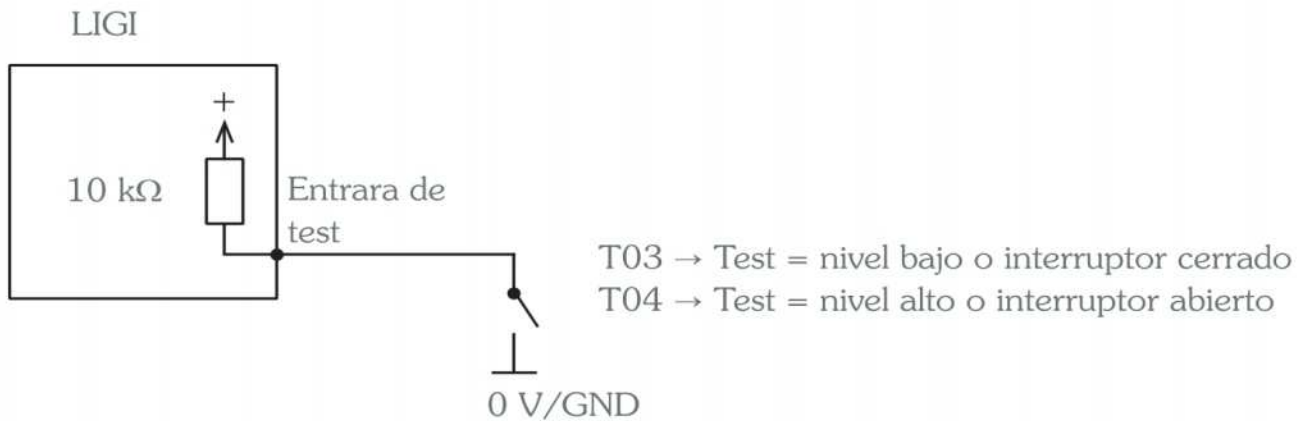 LIGI
+
10 kΩ
Entrara de
test
T03 → Test = nivel bajo o interruptor cerrado
T04 → Test = nivel alto o interruptor abierto
0 V/GND